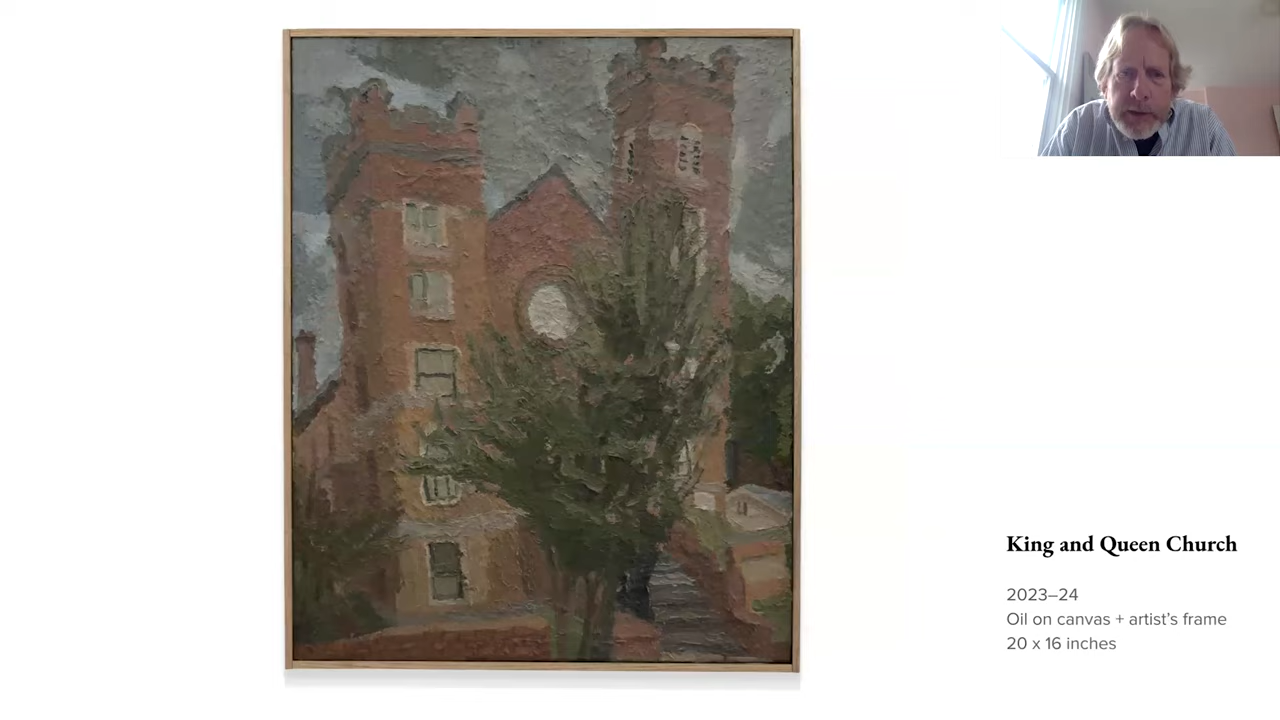 King and Queen Church
2023–24
Oil on canvas + artist’s frame
20 x 16 inches